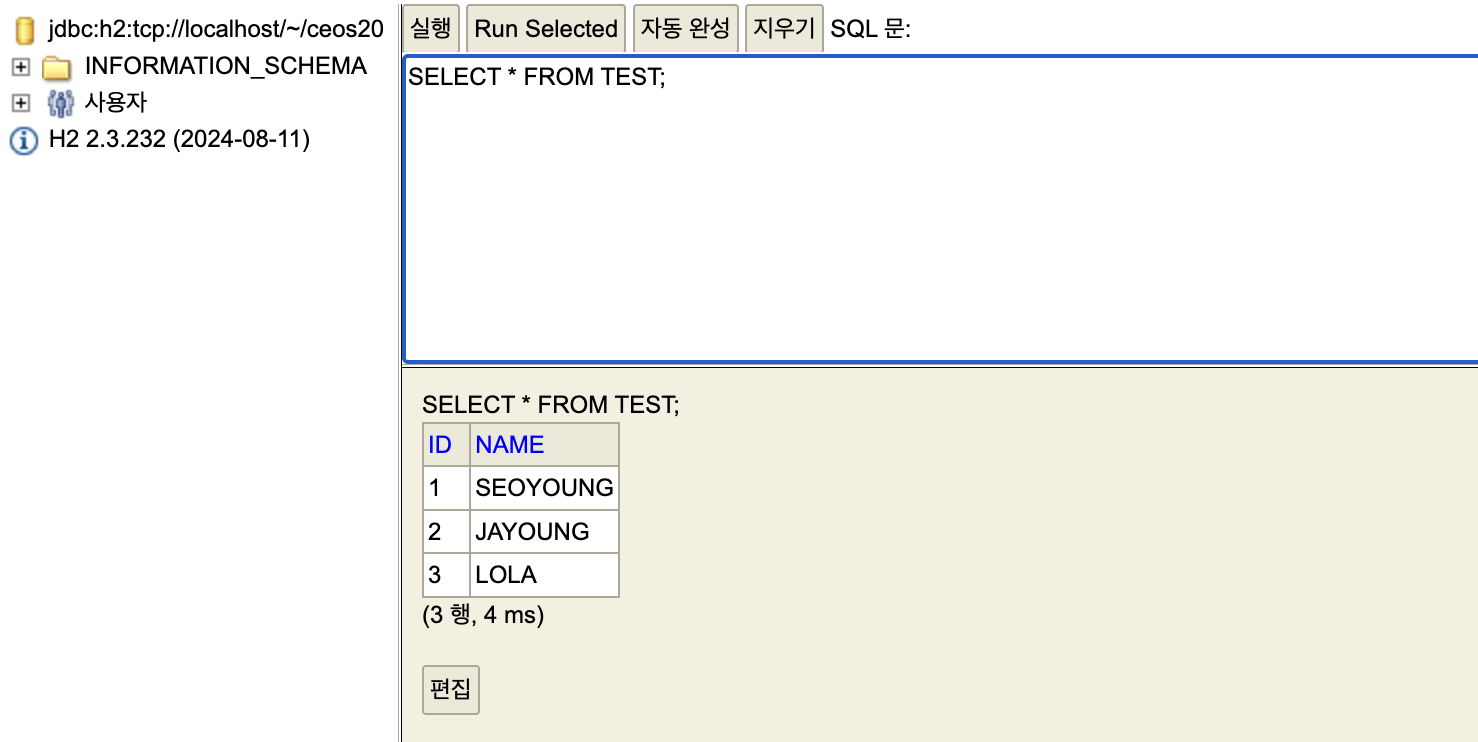 jdbc:h2:tcp://localhost/~/ceos20
INFORMATION_SCHEMA
사용자
H2 2.3.232 (2024-08-11)
실행 Run Selected 자동 완성 지우기 SQL 문:
SELECT * FROM TEST;
SELECT * FROM TEST;
ID NAME
1 SEOYOUNG
2 JAYOUNG
3 LOLA
(3 행, 4 ms)
편집